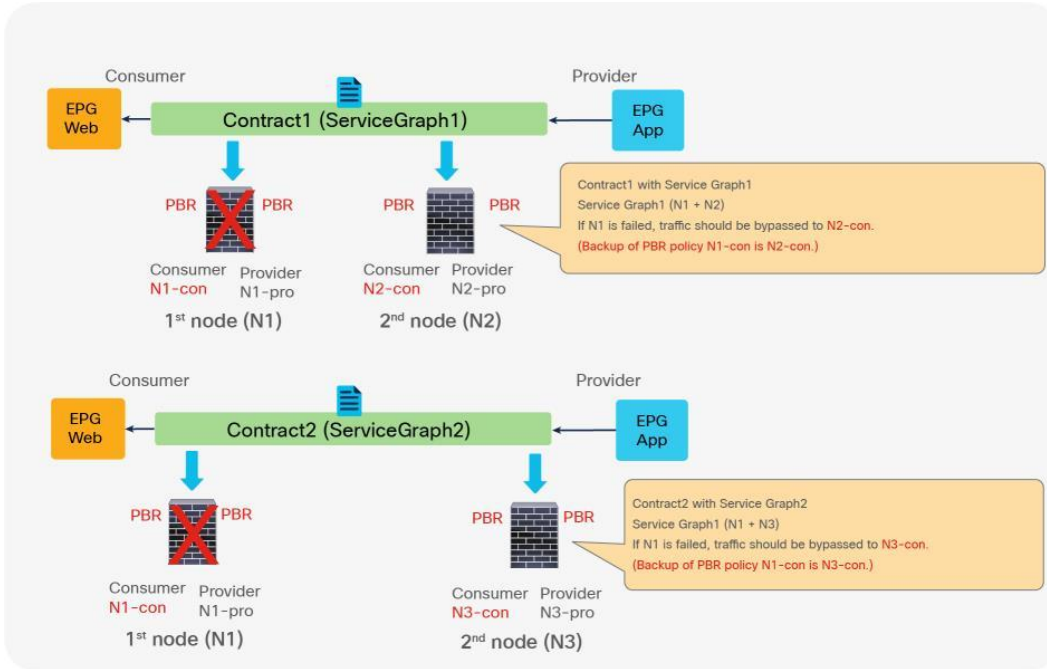 Consumer
Provider
EPG
Web
Contract1 (ServiceGraph1)
EPG
App
PBR
PBR
PBR
PBR
Contract1 with Service Graph1
Service Graph1 (N1 + N2)
If N1 is failed, traffic should be bypassed to N2-con.
(Backup of PBR policy N1-con is N2-con.)
Consumer
N1-con
Provider
N1-pro
Consumer
N2-con
Provider
N2-pro
1st node (N1)
2nd node (N2)
Consumer
Provider
EPG
Web
Contract2 (ServiceGraph2)
EPG
App
PBR
PBR
PBR
PBR
Contract2 with Service Graph2
Service Graph1 (N1 + N3)
If N1 is failed, traffic should be bypassed to N3-con.
(Backup of PBR policy N1-con is N3-con.)
Consumer
N1-con
Provider
N1-pro
Consumer
N3-con
Provider
N3-pro
1st node (N1)
2nd node (N3)